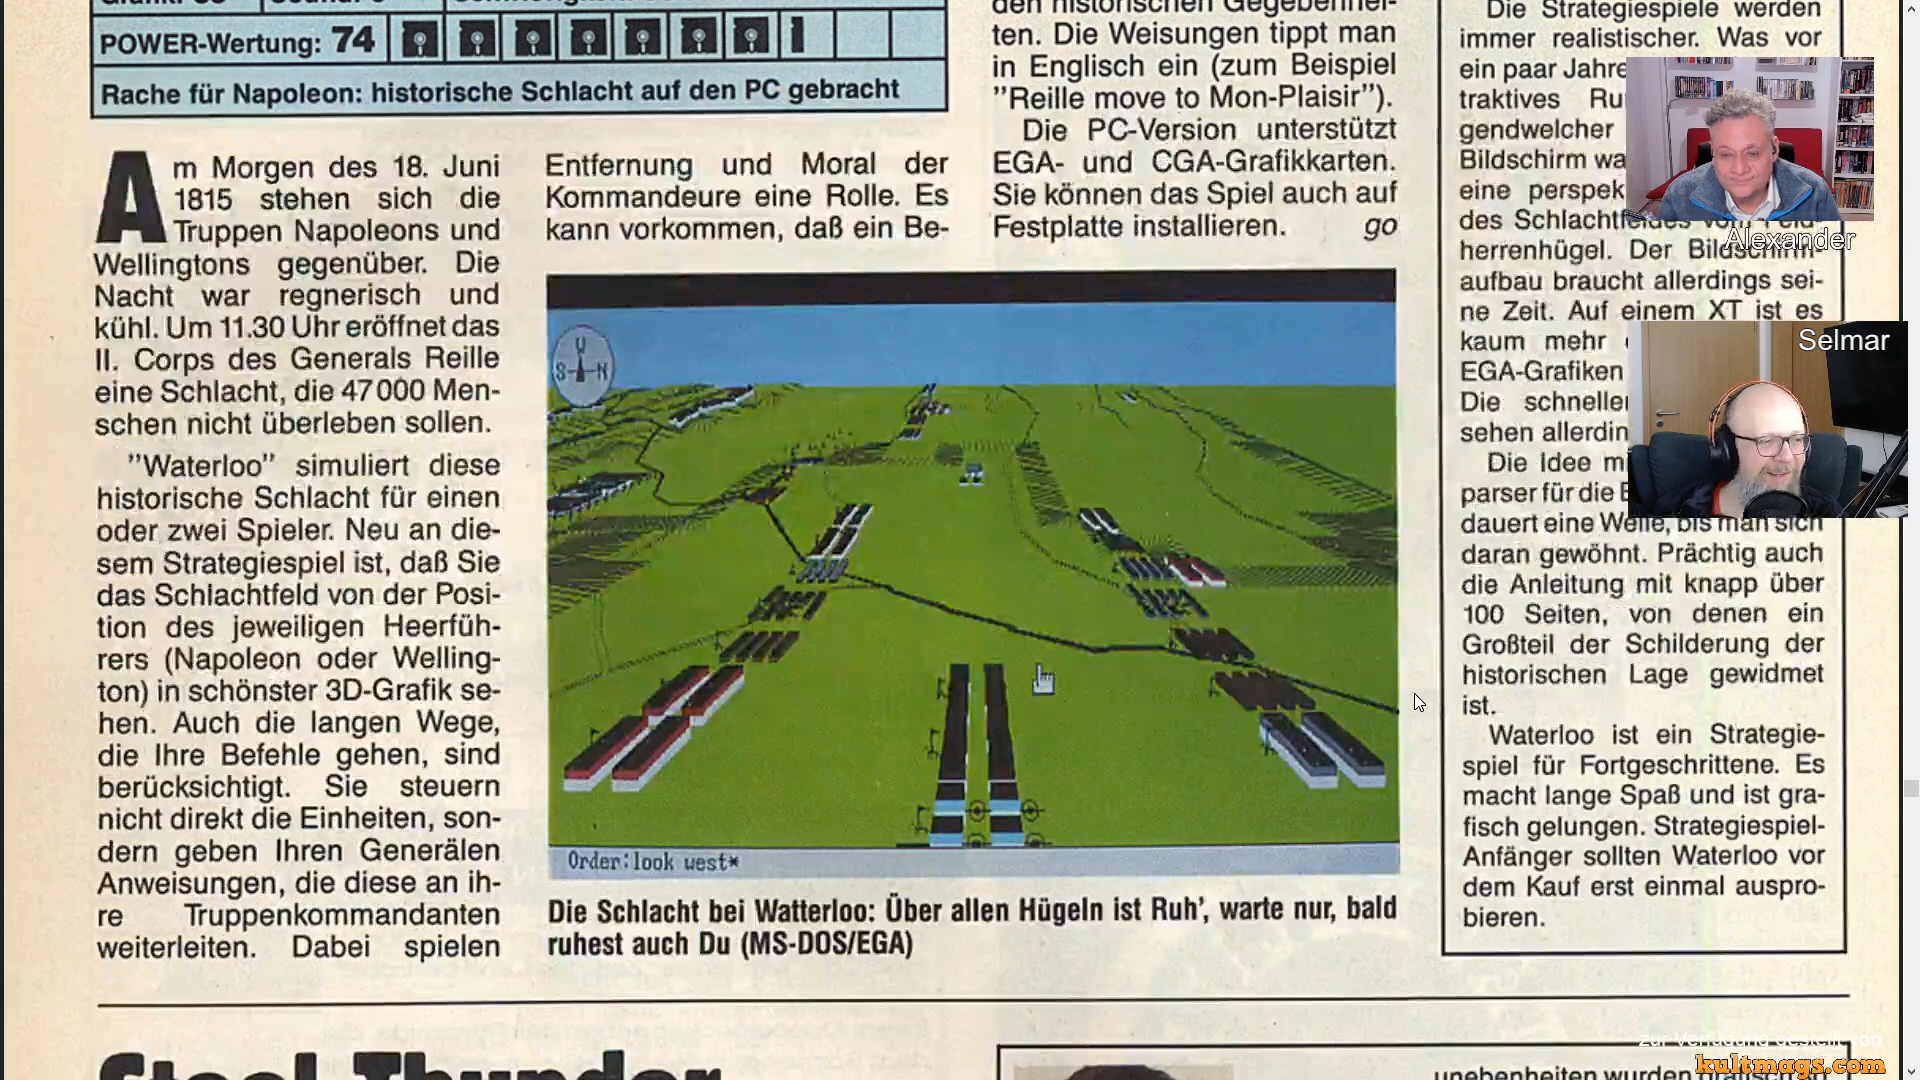 POWER-Wertung: 74
Rache für Napoleon: historische Schlacht auf den PC gebracht
Am Morgen des 18. Juni
1815 stehen sich die
Truppen Napoleons und
Wellingtons gegenüber. Die
Nacht war regnerisch und
kühl. Um 11.30 Uhr eröffnet das
II. Corps des Generals Reille
eine Schlacht, die 47 000 Men-
schen nicht überleben sollen.
"Waterloo" simuliert diese
historische Schlacht für einen
oder zwei Spieler. Neu an die-
sem Strategiespiel ist, daß Sie
das Schlachtfeld von der Posi-
tion des jeweiligen Heerfüh-
rers (Napoleon oder Welling-
ton) in schönster 3D-Grafik se-
hen. Auch die langen Wege,
die Ihre Befehle gehen, sind
berücksichtigt. Sie steuern
nicht direkt die Einheiten, son-
dern geben Ihren Generälen
Anweisungen, die diese an ih-
re Truppenkommandanten
weiterleiten. Dabei spielen
Entfernung und Moral der
Kommandeure eine Rolle. Es
kann vorkommen, daß ein Be-
den historischen Gegebenhei-
ten. Die Weisungen tippt man
in Englisch ein (zum Beispiel
"Reille move to Mon-Plaisir").
Die PC-Version unterstützt
EGA- und CGA-Grafikkarten.
Sie können das Spiel auch auf
Festplatte installieren. go
W
S N
Order:look west*
Die Schlacht bei Watterloo: Über allen Hügeln ist Ruh', warte nur, bald
ruhest auch Du (MS-DOS/EGA)
Die Strategiespiele werden
immer realistischer. Was vor
ein paar Jahre
traktives
gendwelcher
Bildschirm
eine
des
herrenhügel. Der Bildschirm-
aufbau braucht allerdings sei-
ne Zeit. Auf einem XT ist es
kaum mehr
EGA-Grafiken
Die
sehen
Die Idee
parser für die
dauert eine Weile, bis man sich
daran gewöhnt. Prächtig auch
die Anleitung mit knapp über
100 Seiten, von denen ein
Großteil der Schilderung der
historischen Lage gewidmet
ist.
Waterloo ist ein Strategie-
spiel für Fortgeschrittene. Es
macht lange Spaß und ist gra-
fisch gelungen. Strategiespiel-
Anfänger sollten Waterloo vor
dem Kauf erst einmal auspro-
bieren.
Alexander
Selmar
Steel Thunder
unebenheiten wurden
zur Verfügung gestellt von
kultmags.com